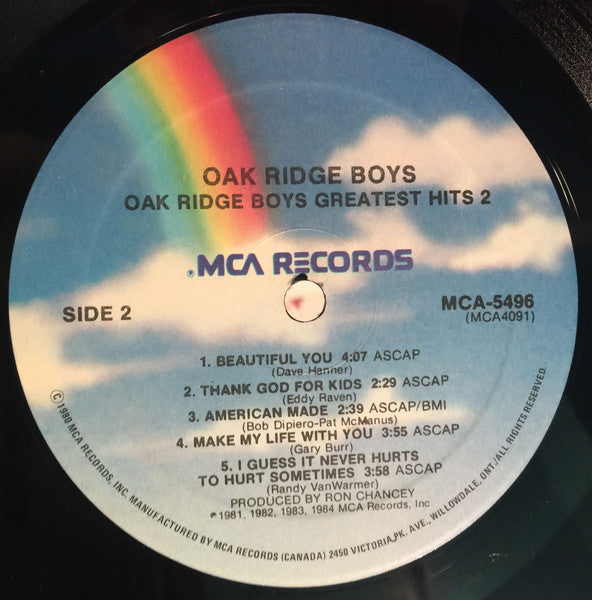 OAK RIDGE BOYS
OAK RIDGE BOYS GREATEST HITS 2
MCA RECORDS
SIDE 2
MCA-5496
(MCA4091)
1. BEAUTIFUL YOU 4:07 ASCAP
(Dave Hanner)
2. THANK GOD FOR KIDS 2:29 ASCAP
(Eddy Raven)
3. AMERICAN MADE 2:39 ASCAP/BMI
(Bob Dipiero-Pat McManus)
4. MAKE MY LIFE WITH YOU 3:55 ASCAP
(Gary Burr)
5. I GUESS IT NEVER HURTS
TO HURT SOMETIMES 3:58 ASCAP
(Randy VanWarmer)
PRODUCED BY RON CHANCEY
℗ 1981, 1982, 1983, 1984 MCA Records, Inc
© 1980 MCA RECORDS, INC. MANUFACTURED BY MCA RECORDS (CANADA) 2450 VICTORIA PK. AVE., WILLOWDALE, ONT./ALL RIGHTS RESERVED.